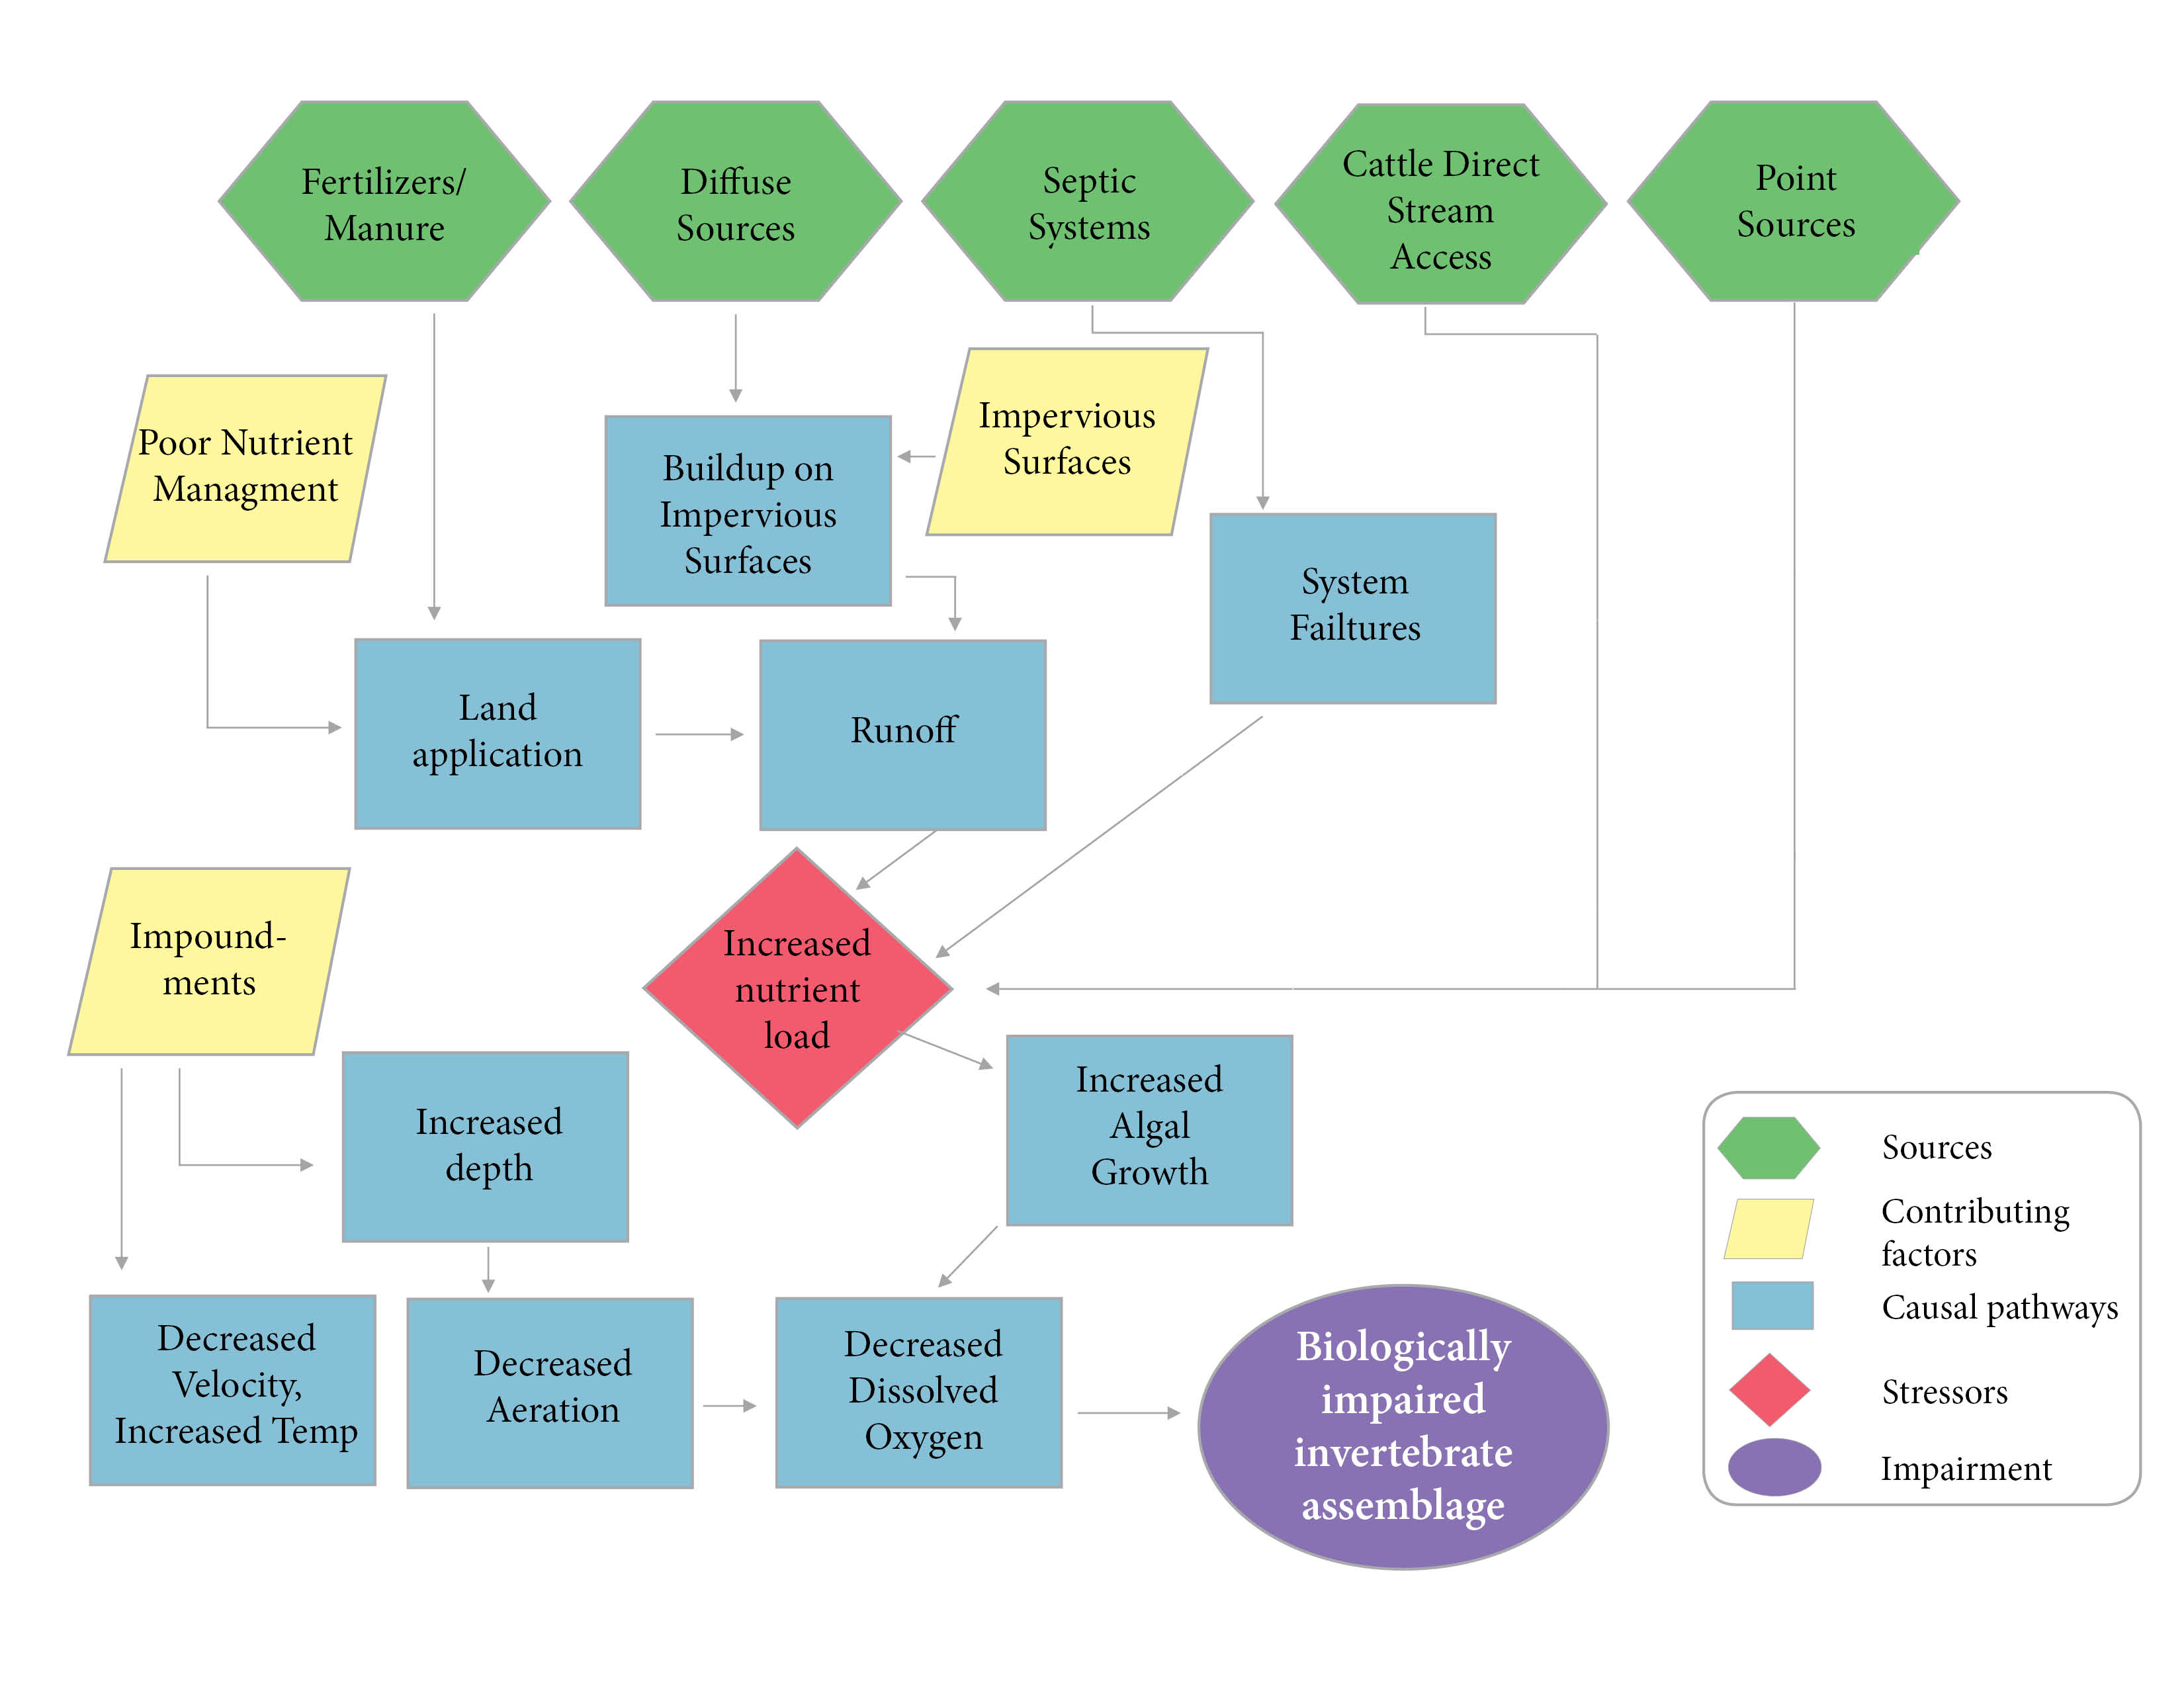 Fertilizers/
Manure
Diffuse
Sources
Septic
Systems
Cattle Direct
Stream
Access
Point
Sources
Poor Nutrient
Managment
Buildup on
Impervious
Surfaces
Impervious
Surfaces
System
Failtures
Land
application
Runoff
Impound-
ments
Increased
nutrient
load
Increased
depth
Increased
Algal
Growth
Decreased
Velocity,
Increased Temp
Decreased
Aeration
Decreased
Dissolved
Oxygen
Biologically
impaired
invertebrate
assemblage
Sources
Contributing
factors
Causal pathways
Stressors
Impairment